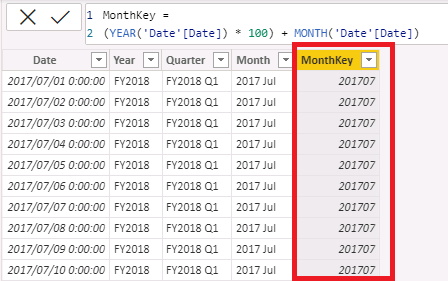 1 MonthKey =
2 (YEAR('Date'[Date]) * 100) + MONTH('Date'[Date])
Date Year Quarter Month MonthKey
2017/07/01 0:00:00 FY2018 FY2018 Q1 2017 Jul 201707
2017/07/02 0:00:00 FY2018 FY2018 Q1 2017 Jul 201707
2017/07/03 0:00:00 FY2018 FY2018 Q1 2017 Jul 201707
2017/07/04 0:00:00 FY2018 FY2018 Q1 2017 Jul 201707
2017/07/05 0:00:00 FY2018 FY2018 Q1 2017 Jul 201707
2017/07/06 0:00:00 FY2018 FY2018 Q1 2017 Jul 201707
2017/07/07 0:00:00 FY2018 FY2018 Q1 2017 Jul 201707
2017/07/08 0:00:00 FY2018 FY2018 Q1 2017 Jul 201707
2017/07/09 0:00:00 FY2018 FY2018 Q1 2017 Jul 201707
2017/07/10 0:00:00 FY2018 FY2018 Q1 2017 Jul 201707